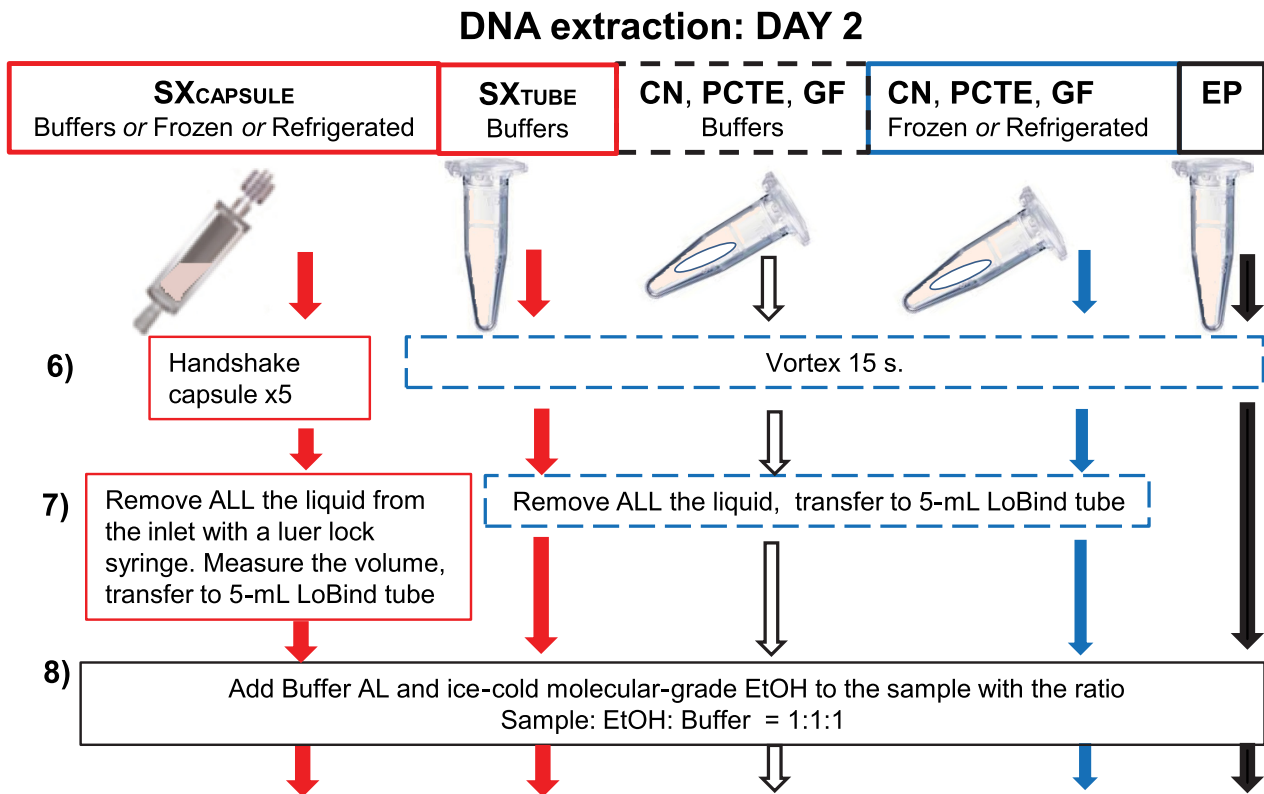 DNA extraction: DAY 2
SXCAPSULE
Buffers or Frozen or Refrigerated
SXTUBE
Buffers
CN, PCTE, GF
Buffers
CN, PCTE, GF
Frozen or Refrigerated
EP
6)
Handshake
capsule x5
Vortex 15 s.
7)
Remove ALL the liquid from
the inlet with a luer lock
syringe. Measure the volume,
transfer to 5-mL LoBind tube
Remove ALL the liquid, transfer to 5-mL LoBind tube
8)
Add Buffer AL and ice-cold molecular-grade EtOH to the sample with the ratio
Sample: EtOH: Buffer = 1:1:1